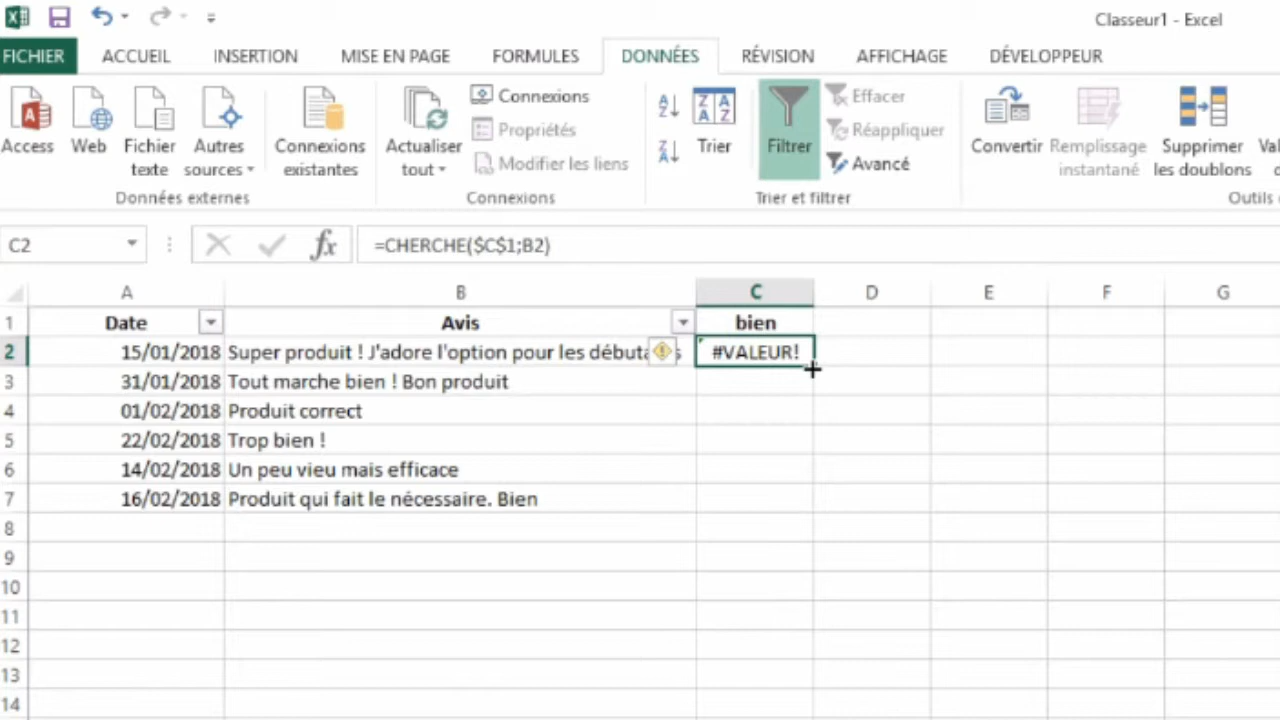 Classeur1 - Excel
FICHIER ACCUEIL INSERTION MISE EN PAGE FORMULES DONNÉES RÉVISION AFFICHAGE DÉVELOPPEUR
Access Web Fichier texte Autres sources Connexions existantes
Données externes
Actualiser tout Connexions Propriétés Modifier les liens
Connexions
Trier Filtrer Effacer Réappliquer Avancé
Trier et filtrer
Convertir Remplissage instantané Supprimer les doublons
Outils
C2 fx =CHERCHE($C$1;B2)
A B C D E F G
1 Date Avis bien
2 15/01/2018 Super produit ! J'adore l'option pour les #VALEUR!
3 31/01/2018 Tout marche bien ! Bon produit
4 01/02/2018 Produit correct
5 22/02/2018 Trop bien !
6 14/02/2018 Un peu vieu mais efficace
7 16/02/2018 Produit qui fait le nécessaire. Bien
8
9
10
11
12
13
14